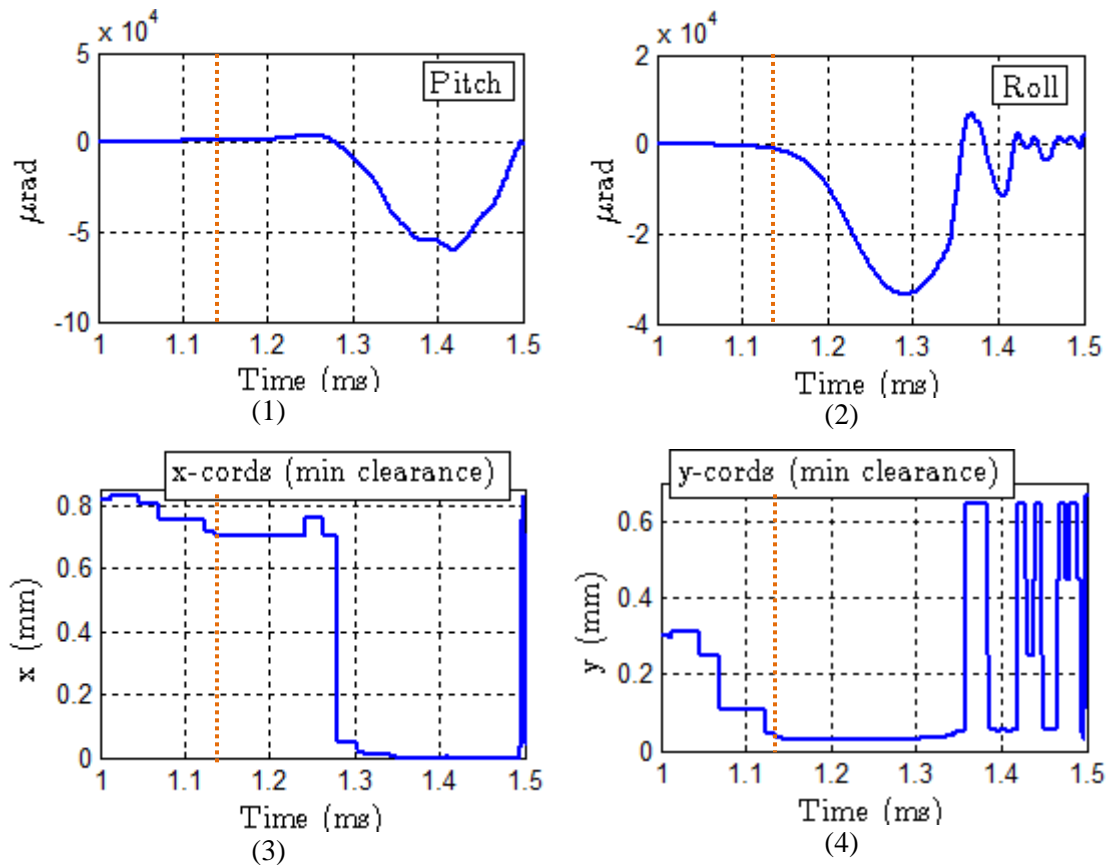 x 10^4
5
0
-5
-10
µrad
Pitch
1 1.1 1.2 1.3 1.4 1.5
Time (ms)
(1)
x 10^4
2
0
-2
-4
µrad
Roll
1 1.1 1.2 1.3 1.4 1.5
Time (ms)
(2)
x-cords (min clearance)
0.8
0.6
0.4
0.2
0
x (mm)
1 1.1 1.2 1.3 1.4 1.5
Time (ms)
(3)
y-cords (min clearance)
0.6
0.4
0.2
0
y (mm)
1 1.1 1.2 1.3 1.4 1.5
Time (ms)
(4)